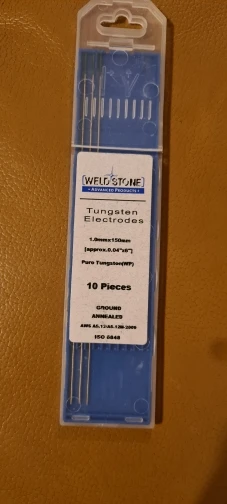 WELDSTONE
ADVANCED PRODUCTS
Tungsten
Electrodes
1.0mmx150mm
[approx.0.04"x6"]
Pure Tungsten(WP)
10 Pieces
GROUND
ANNEALED
ISO 6848